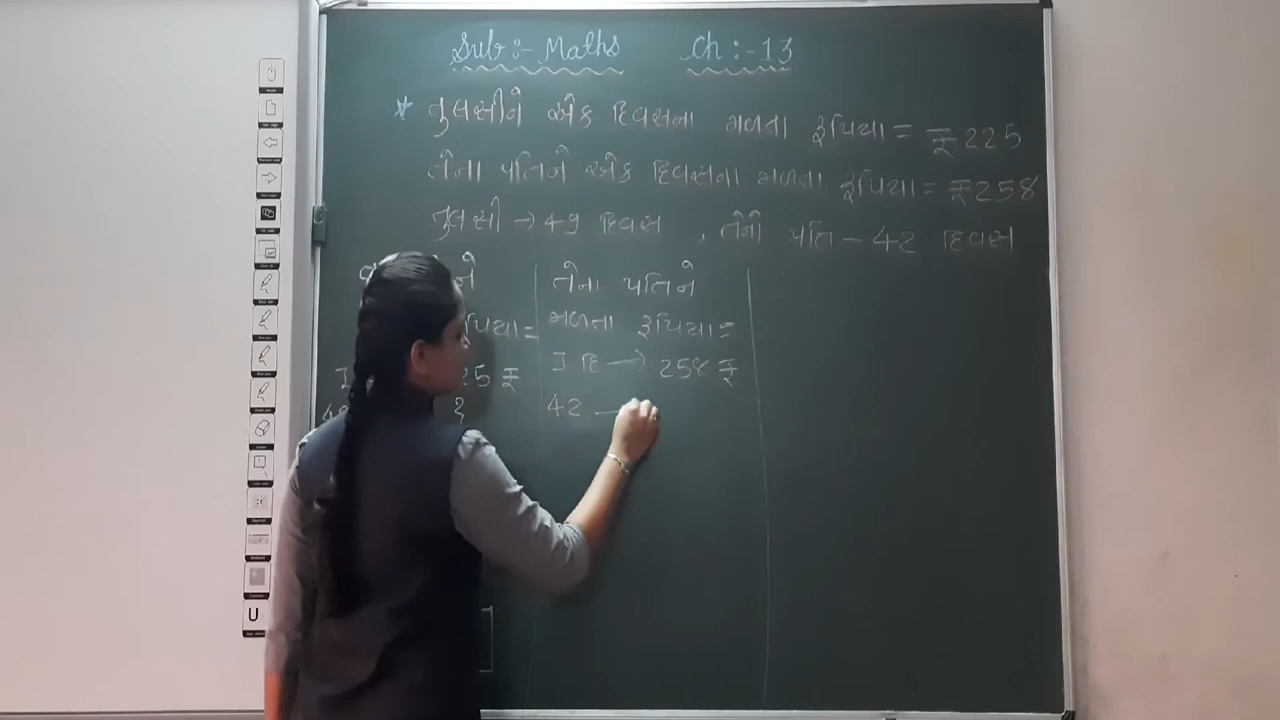 Sub :- Maths Ch :- 13
* તુલસીને એક દિવસના મળતા રૂપિયા = ₹ 225
તેના પતિને એક દિવસના મળતા રૂપિયા = ₹ 258
તુલસી → 49 દિવસ , તેનો પતિ - 42 દિવસ
તેના પતિને
મળતા રૂપિયા =
1 દિ → 258 ₹
42 —
પિયા =
25 ₹
?
U